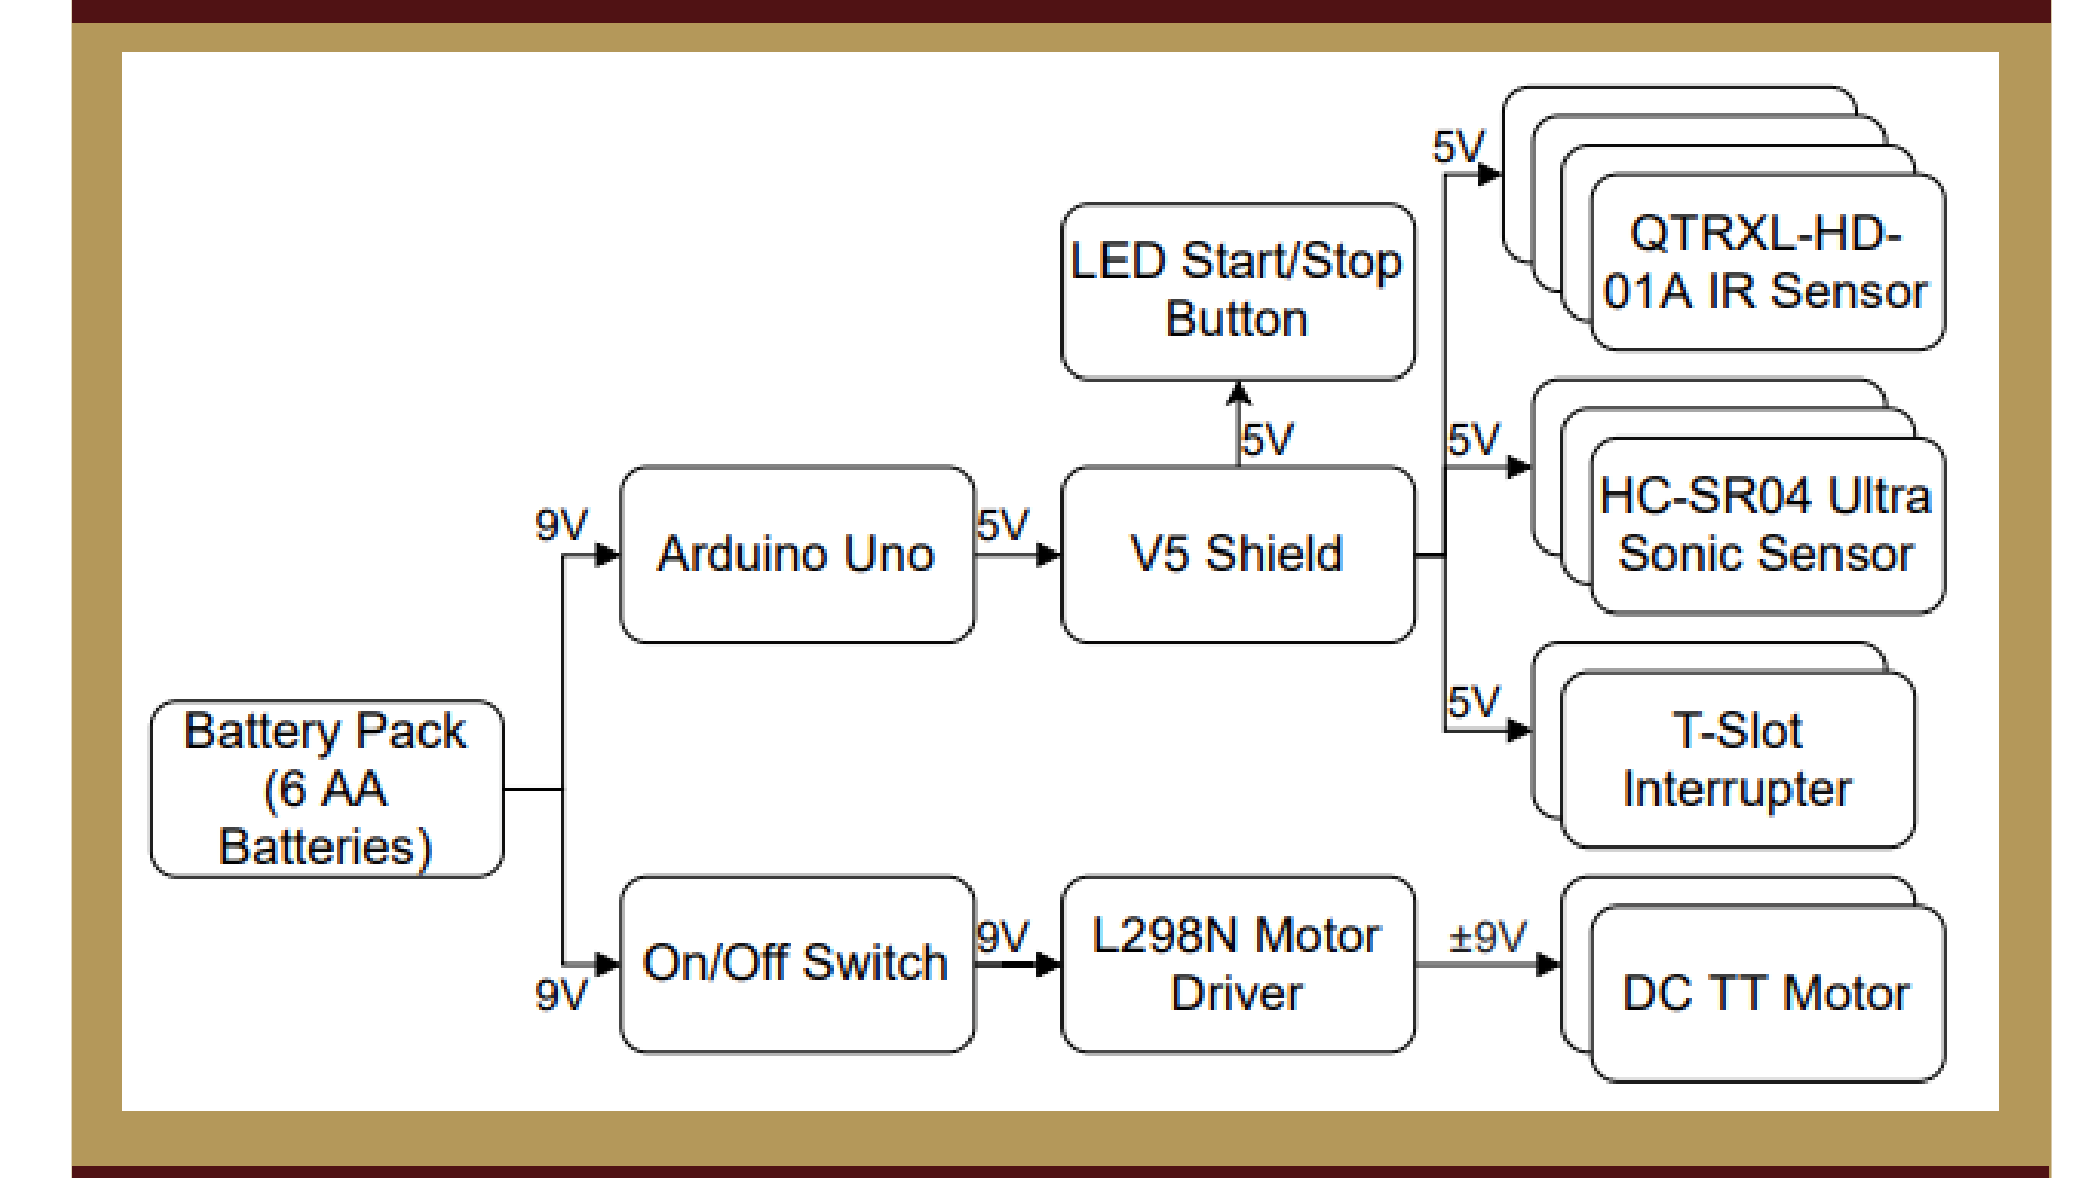 5V
QTRXL-HD-
01A IR Sensor
LED Start/Stop
Button
5V
5V
HC-SR04 Ultra
Sonic Sensor
9V
Arduino Uno
5V
V5 Shield
5V
T-Slot
Interrupter
Battery Pack
(6 AA
Batteries)
9V
On/Off Switch
9V
L298N Motor
Driver
±9V
DC TT Motor